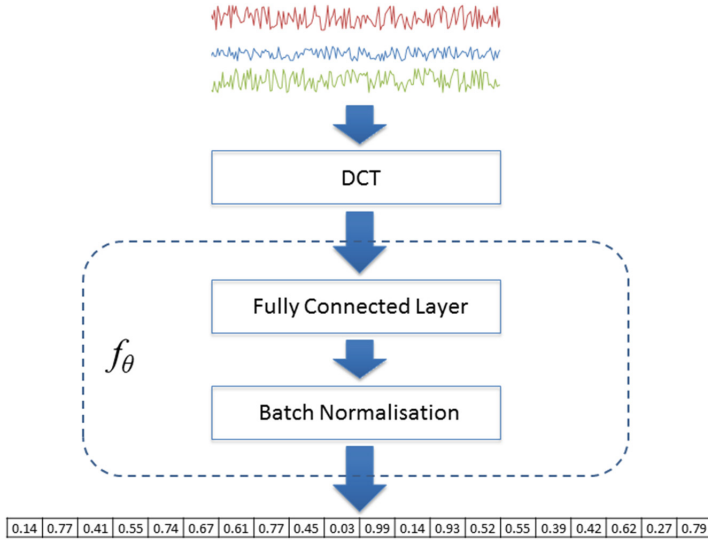 DCT
Fully Connected Layer
fθ
Batch Normalisation
0.14 0.77 0.41 0.55 0.74 0.67 0.61 0.77 0.45 0.03 0.99 0.14 0.93 0.52 0.55 0.39 0.42 0.62 0.27 0.79